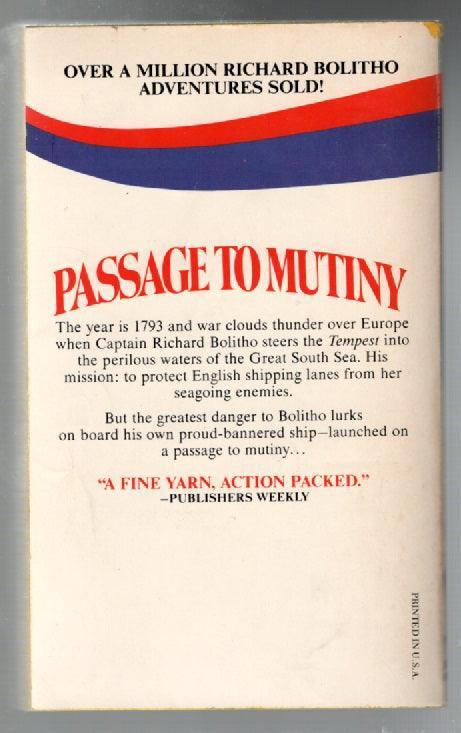 OVER A MILLION RICHARD BOLITHO
ADVENTURES SOLD!
PASSAGE TO MUTINY
The year is 1793 and war clouds thunder over Europe
when Captain Richard Bolitho steers the Tempest into
the perilous waters of the Great South Sea. His
mission: to protect English shipping lanes from her
seagoing enemies.
But the greatest danger to Bolitho lurks
on board his own proud-bannered ship—launched on
a passage to mutiny...
"A FINE YARN, ACTION PACKED."
—PUBLISHERS WEEKLY
PRINTED IN U.S.A.